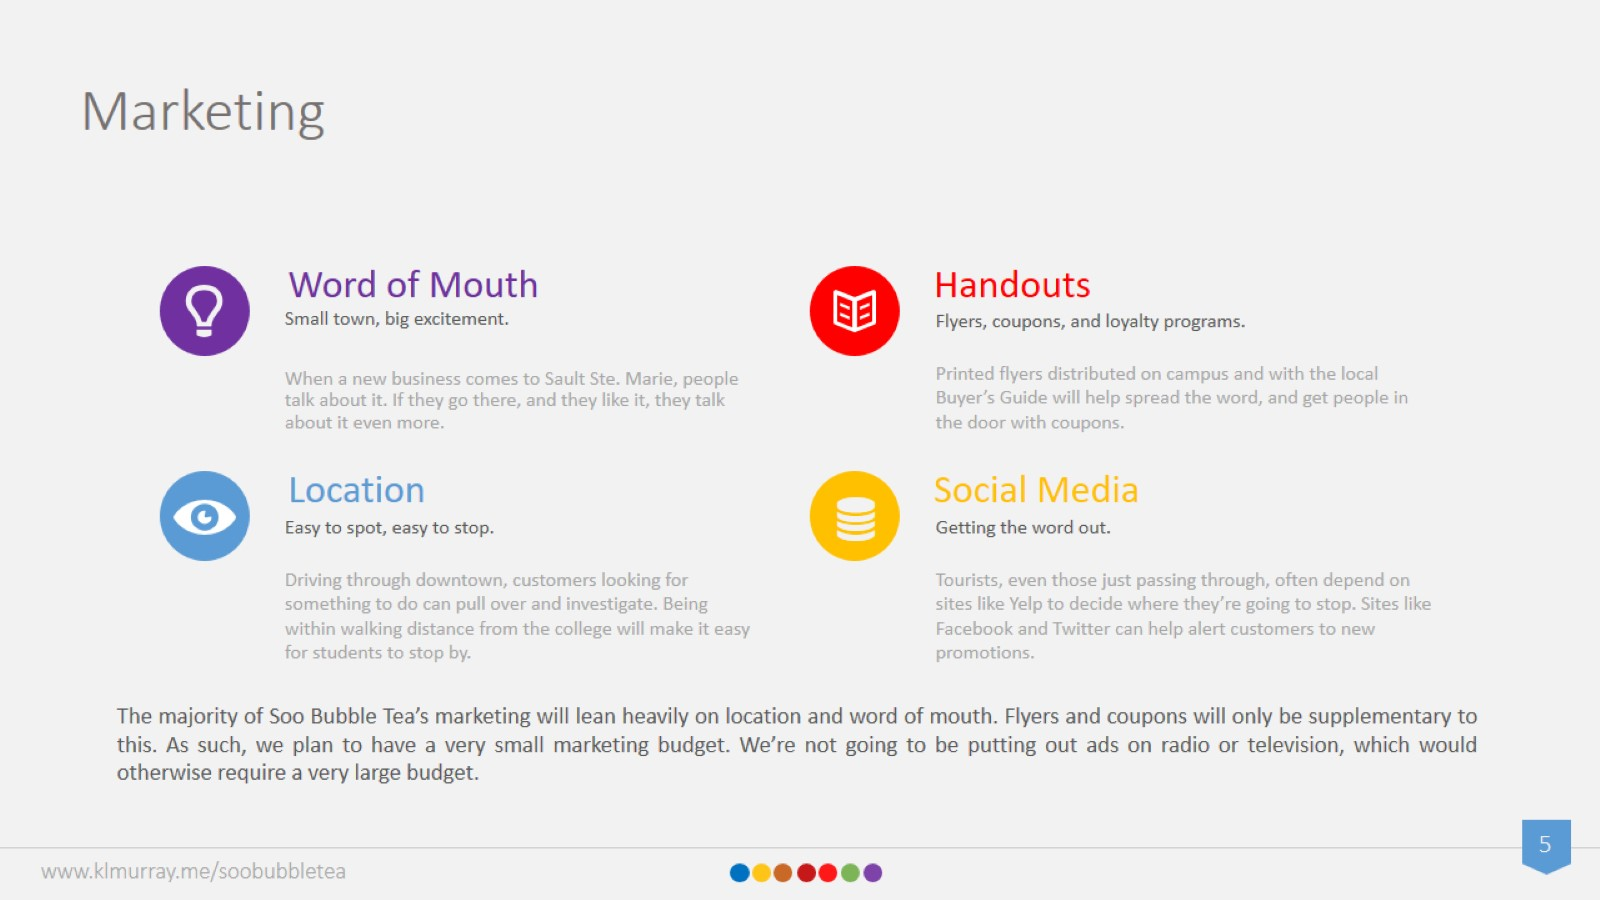 Marketing
Word of Mouth
Small town, big excitement.
When a new business comes to Sault Ste. Marie, people
talk about it. If they go there, and they like it, they talk
about it even more.
Handouts
Flyers, coupons, and loyalty programs.
Printed flyers distributed on campus and with the local
Buyer’s Guide will help spread the word, and get people in
the door with coupons.
Location
Easy to spot, easy to stop.
Driving through downtown, customers looking for
something to do can pull over and investigate. Being
within walking distance from the college will make it easy
for students to stop by.
Social Media
Getting the word out.
Tourists, even those just passing through, often depend on
sites like Yelp to decide where they’re going to stop. Sites like
Facebook and Twitter can help alert customers to new
promotions.
The majority of Soo Bubble Tea’s marketing will lean heavily on location and word of mouth. Flyers and coupons will only be supplementary to
this. As such, we plan to have a very small marketing budget. We’re not going to be putting out ads on radio or television, which would
otherwise require a very large budget.
5
www.klmurray.me/soobubbletea